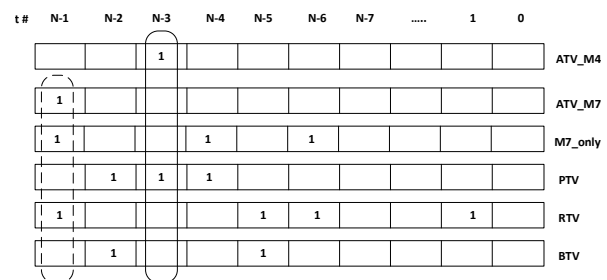 t # N-1 N-2 N-3 N-4 N-5 N-6 N-7 ..... 1 0
1 ATV_M4
1 ATV_M7
1 1 1 M7_only
1 1 1 PTV
1 1 1 1 RTV
1 1 BTV